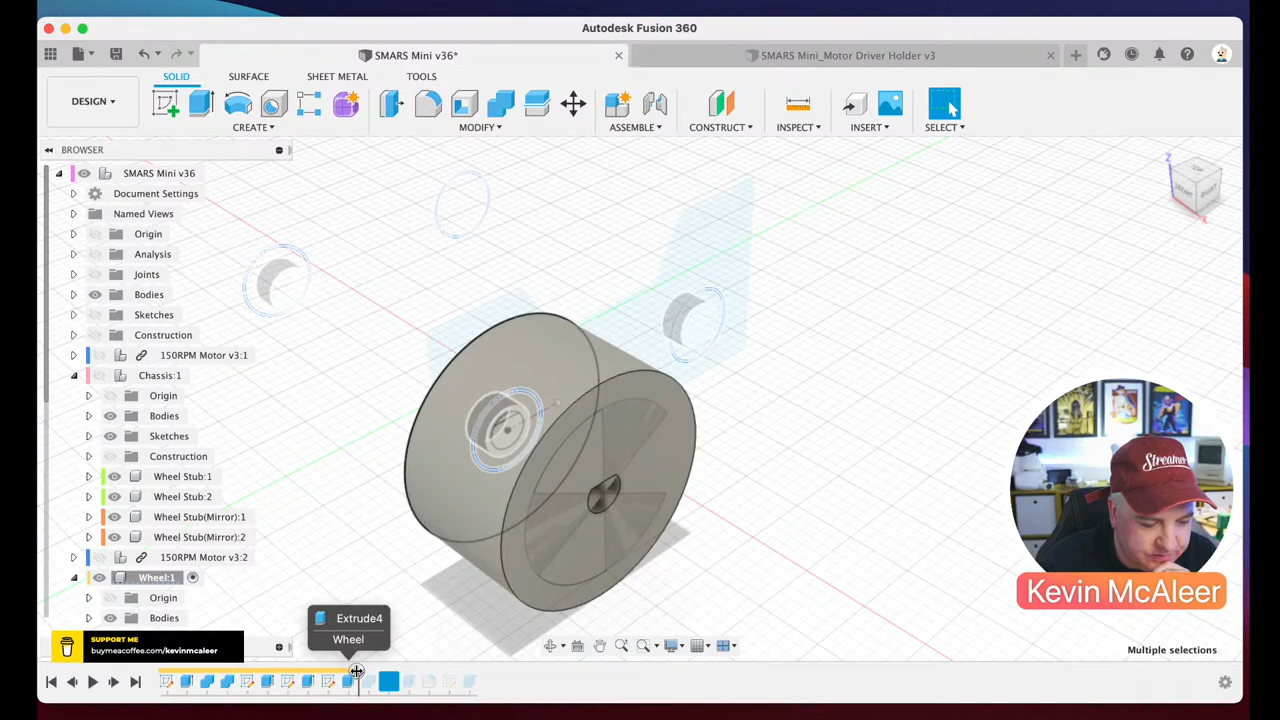 Autodesk Fusion 360
SMARS Mini v36*
SMARS Mini_Motor Driver Holder v3
SOLID
SURFACE
SHEET METAL
TOOLS
DESIGN
CREATE
MODIFY
ASSEMBLE
CONSTRUCT
INSPECT
INSERT
SELECT
BROWSER
SMARS Mini v36
Document Settings
Named Views
Origin
Analysis
Joints
Bodies
Sketches
Construction
150RPM Motor v3:1
Chassis:1
Origin
Bodies
Sketches
Construction
Wheel Stub:1
Wheel Stub:2
Wheel Stub(Mirror):1
Wheel Stub(Mirror):2
150RPM Motor v3:2
Wheel:1
Origin
Bodies
Z
X
Streamer
Kevin McAleer
Extrude4
Wheel
SUPPORT ME
buymeacoffee.com/kevinmcaleer
Multiple selections